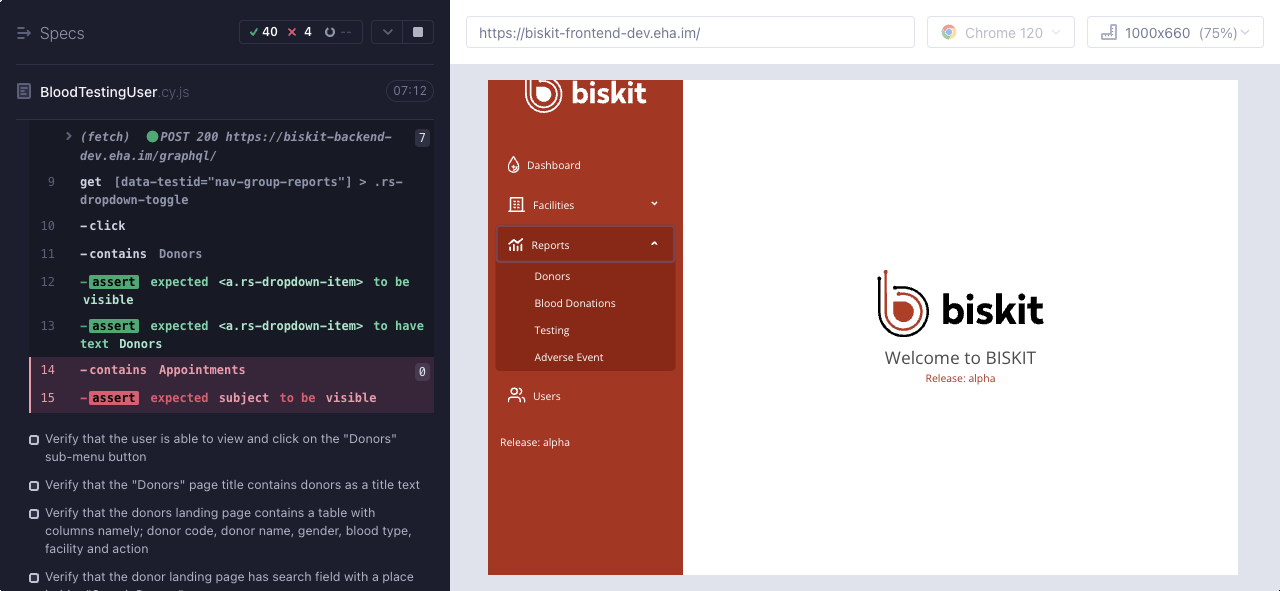 Specs
40 4 --
BloodTestingUser.cy.js
07:12
(fetch) POST 200 https://biskit-backend-
dev.eha.im/graphql/
7
9 get [data-testid="nav-group-reports"] > .rs-
dropdown-toggle
10 -click
11 -contains Donors
12 -assert expected <a.rs-dropdown-item> to be
visible
13 -assert expected <a.rs-dropdown-item> to have
text Donors
14 -contains Appointments
0
15 -assert expected subject to be visible
Verify that the user is able to view and click on the "Donors"
sub-menu button
Verify that the "Donors" page title contains donors as a title text
Verify that the donors landing page contains a table with
columns namely; donor code, donor name, gender, blood type,
facility and action
Verify that the donor landing page has search field with a place
https://biskit-frontend-dev.eha.im/
Chrome 120
1000x660 (75%)
biskit
Dashboard
Facilities
Reports
Donors
Blood Donations
Testing
Adverse Event
Users
Release: alpha
biskit
Welcome to BISKIT
Release: alpha